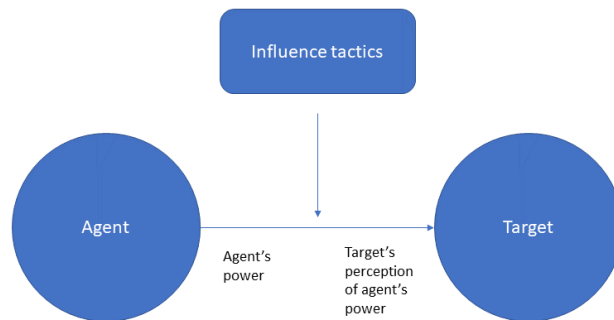 Influence tactics
Agent
Target
Agent's
power
Target's
perception
of agent's
power